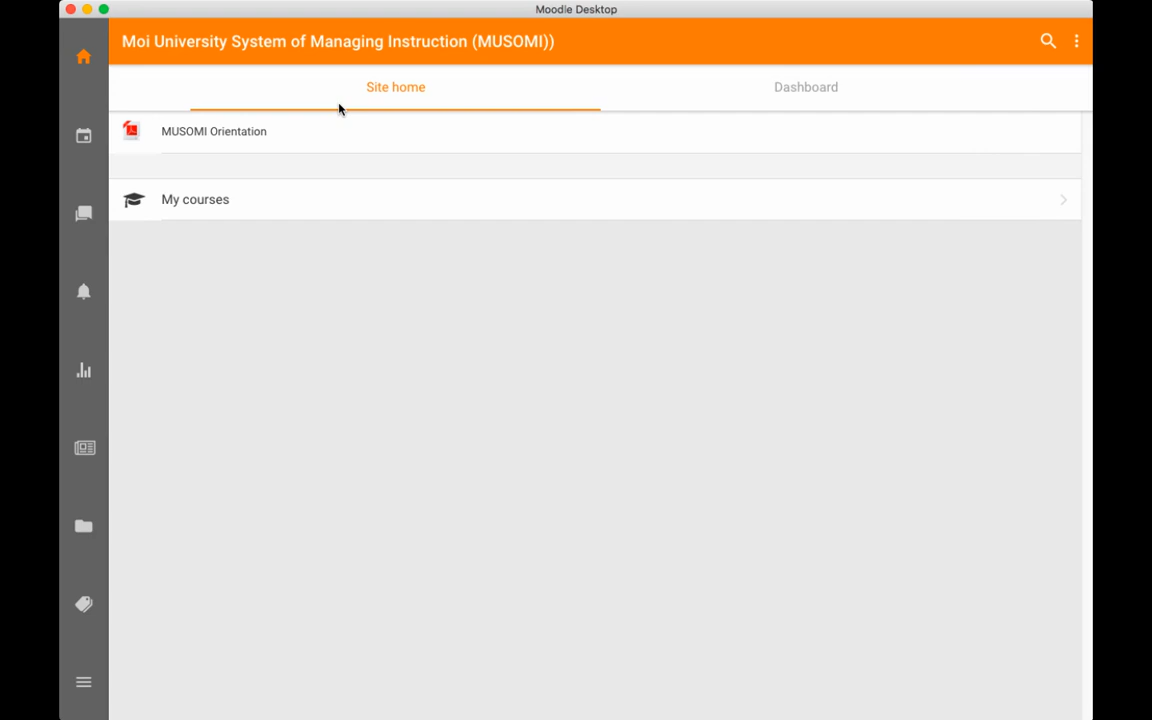 Moodle Desktop
Moi University System of Managing Instruction (MUSOMI))
Site home
Dashboard
MUSOMI Orientation
My courses